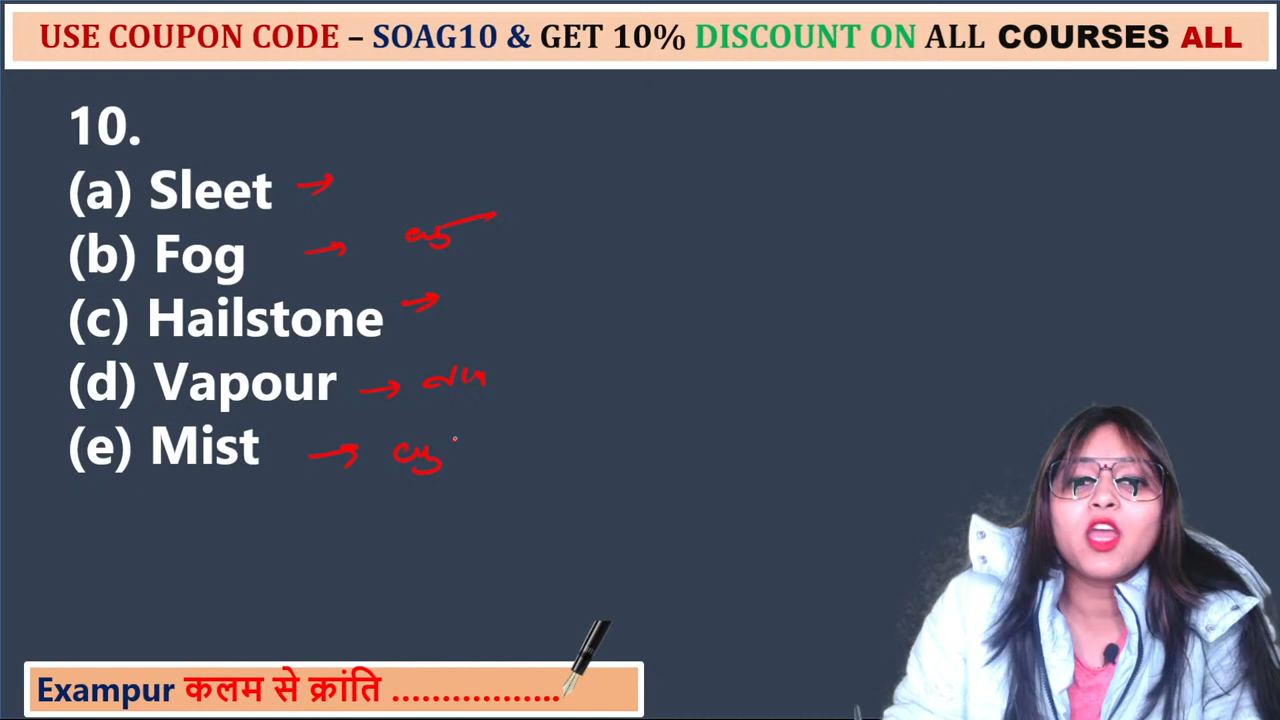 USE COUPON CODE – SOAG10 & GET 10% DISCOUNT ON ALL COURSES ALL
10.
(a) Sleet
(b) Fog
(c) Hailstone
(d) Vapour
(e) Mist
Exampur कलम से क्रांति ……………..